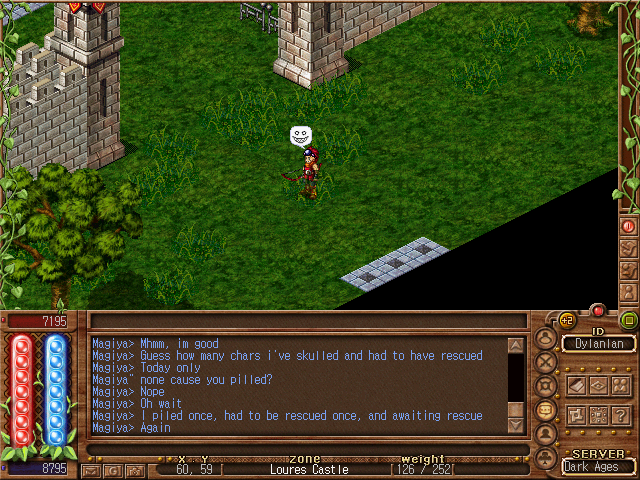 7195
+2
ID
Dylanlan
Magiya> Mhmm, im good
Magiya> Guess how many chars i've skulled and had to have rescued
Magiya> Today only
Magiya" none cause you pilled?
Magiya> Nope
Magiya> Oh wait
Magiya> I piled once, had to be rescued once, and awaiting rescue
Magiya> Again
?
x . y zone weight
8795 60, 59 [ Loures Castle [126 / 252[
SERVER
Dark Ages